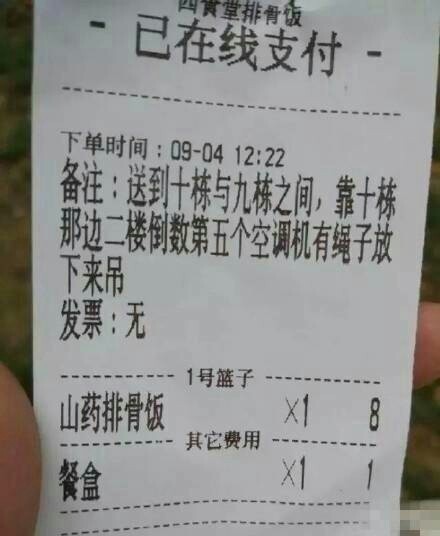 四食堂排骨饭
- 已在线支付 -
下单时间：09-04 12:22
备注：送到十栋与九栋之间，靠十栋
那边二楼倒数第五个空调机有绳子放
下来吊
发票：无
1号篮子
山药排骨饭 X1 8
其它费用
餐盒 X1 1